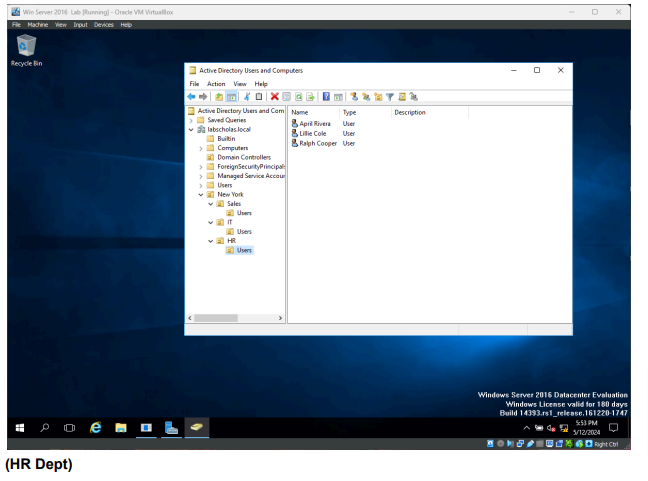 Win Server 2016 Lab [Running] - Oracle VM VirtualBox
File Machine View Input Devices Help
Recycle Bin
Active Directory Users and Computers
File Action View Help
Active Directory Users and Com
Name Type Description
Saved Queries
labscholas.local
Builtin
Computers
Domain Controllers
ForeignSecurityPrincipals
Managed Service Accour
Users
New York
Sales
Users
IT
Users
HR
Users
April Rivera User
Lillie Cole User
Ralph Cooper User
Windows Server 2016 Datacenter Evaluation
Windows License valid for 180 days
Build 14393.rs1_release.161220-1747
5:53 PM
5/12/2024
Right Ctrl
(HR Dept)